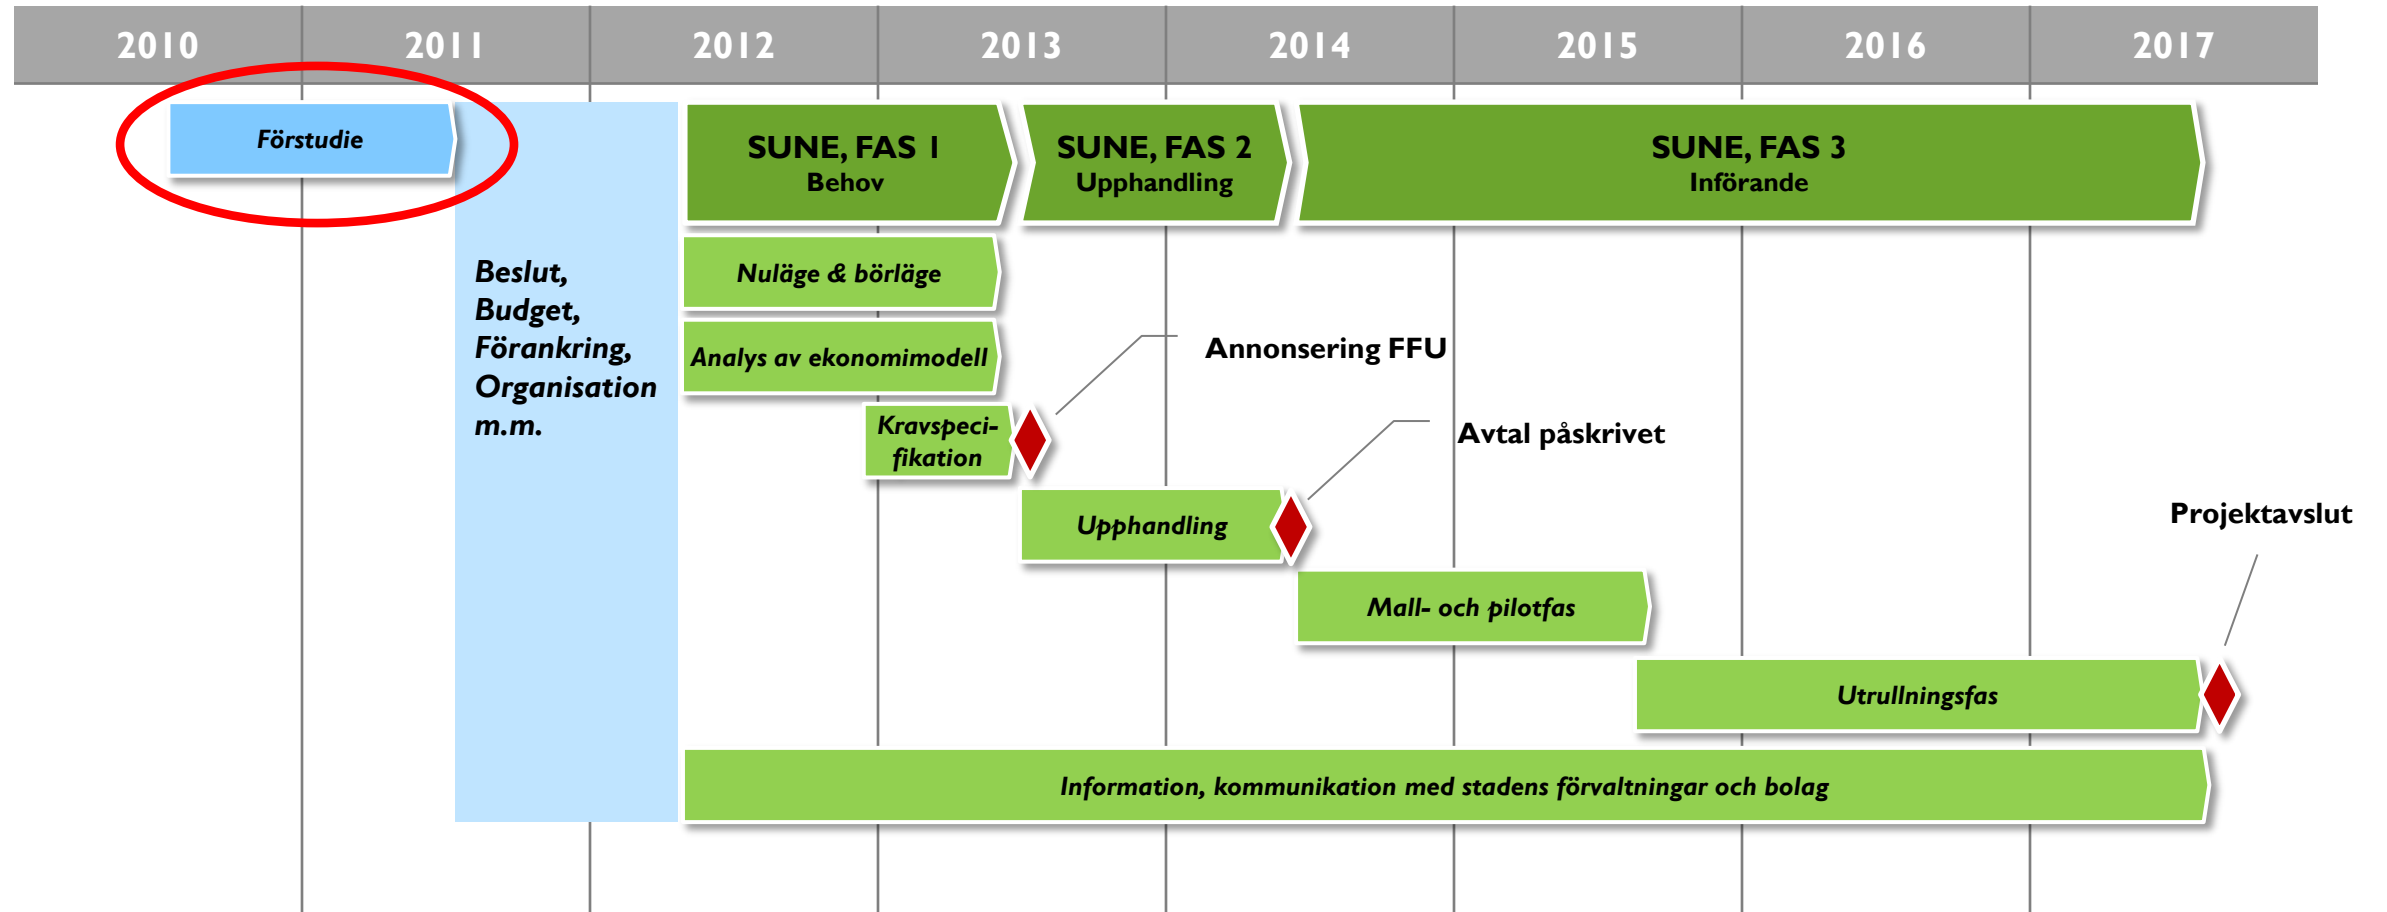 2010 2011 2012 2013 2014 2015 2016 2017
Förstudie
SUNE, FAS 1
Behov
SUNE, FAS 2
Upphandling
SUNE, FAS 3
Införande
Beslut,
Budget,
Förankring,
Organisation
m.m.
Nuläge & börläge
Analys av ekonomimodell
Annonsering FFU
Kravspeci-
fikation
Avtal påskrivet
Upphandling
Projektavslut
Mall- och pilotfas
Utrullningsfas
Information, kommunikation med stadens förvaltningar och bolag